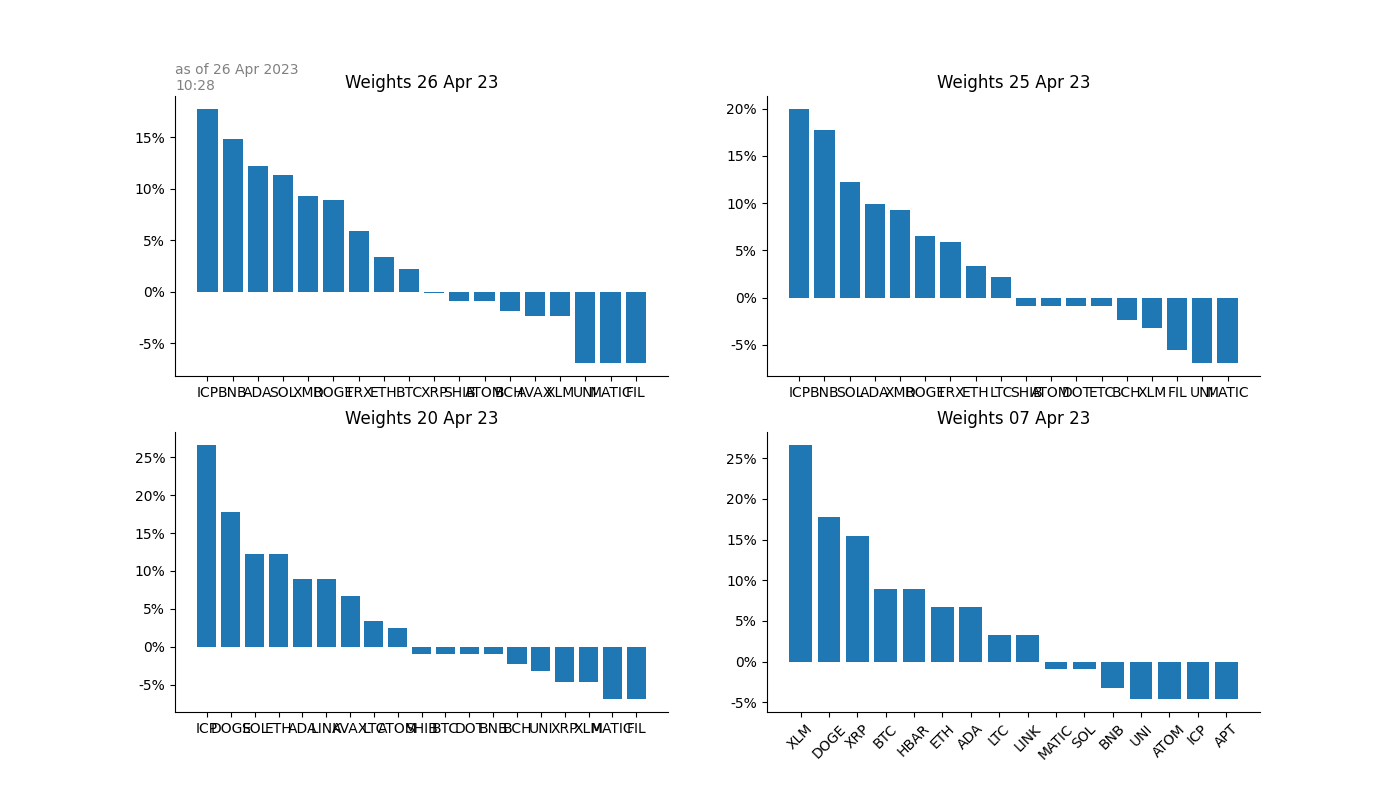 as of 26 Apr 2023
10:28
Weights 26 Apr 23
15%
10%
5%
0%
-5%
ICP BNB ADA SOL XMR DOGE TRX ETH BTC XRP SHIB ATOM BCH AVAX XLM UNI MATIC FIL
Weights 25 Apr 23
20%
15%
10%
5%
0%
-5%
ICP BNB SOL ADA XMR DOGE TRX ETH LTC SHIB ATOM DOT ETC BCH XLM FIL UNI MATIC
Weights 20 Apr 23
25%
20%
15%
10%
5%
0%
-5%
ICP DOGE SOL ETH ADA LINK AVAX LTC ATOM SHIB BTC DOT BNB BCH UNI XRP XLM MATIC FIL
Weights 07 Apr 23
25%
20%
15%
10%
5%
0%
-5%
XLM DOGE XRP BTC HBAR ETH ADA LTC LINK MATIC SOL BNB UNI ATOM ICP APT